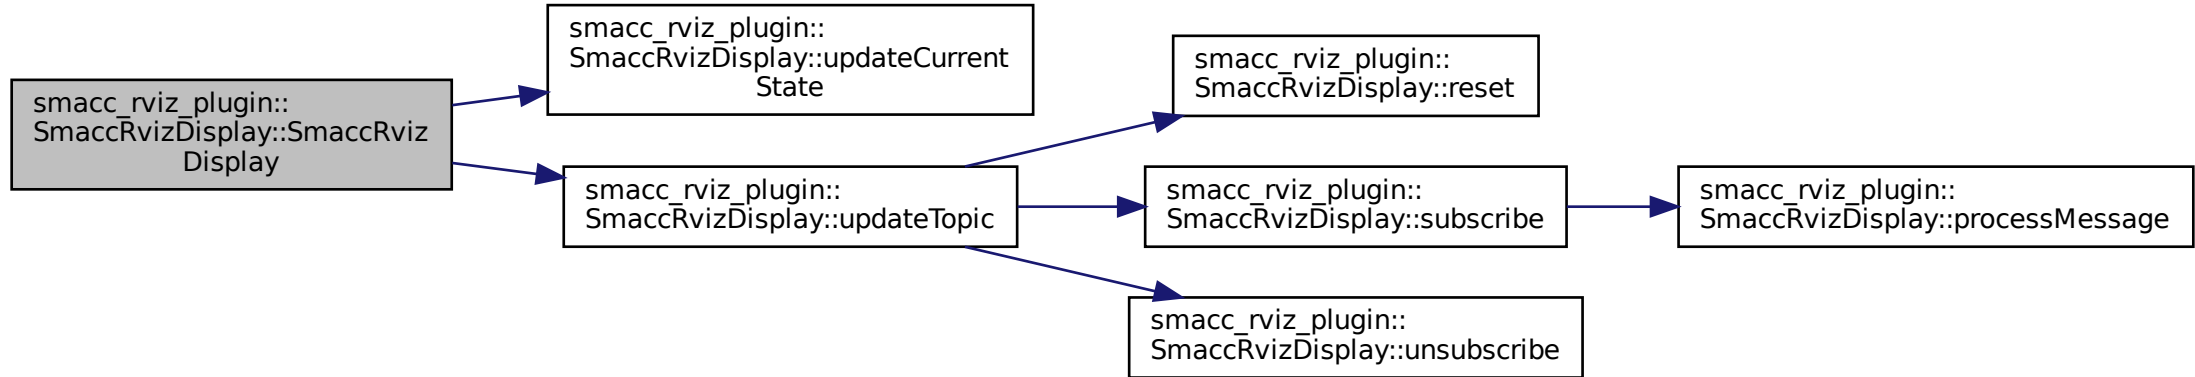 smacc_rviz_plugin::
SmaccRvizDisplay::SmaccRviz
Display
smacc_rviz_plugin::
SmaccRvizDisplay::updateCurrent
State
smacc_rviz_plugin::
SmaccRvizDisplay::updateTopic
smacc_rviz_plugin::
SmaccRvizDisplay::reset
smacc_rviz_plugin::
SmaccRvizDisplay::subscribe
smacc_rviz_plugin::
SmaccRvizDisplay::processMessage
smacc_rviz_plugin::
SmaccRvizDisplay::unsubscribe